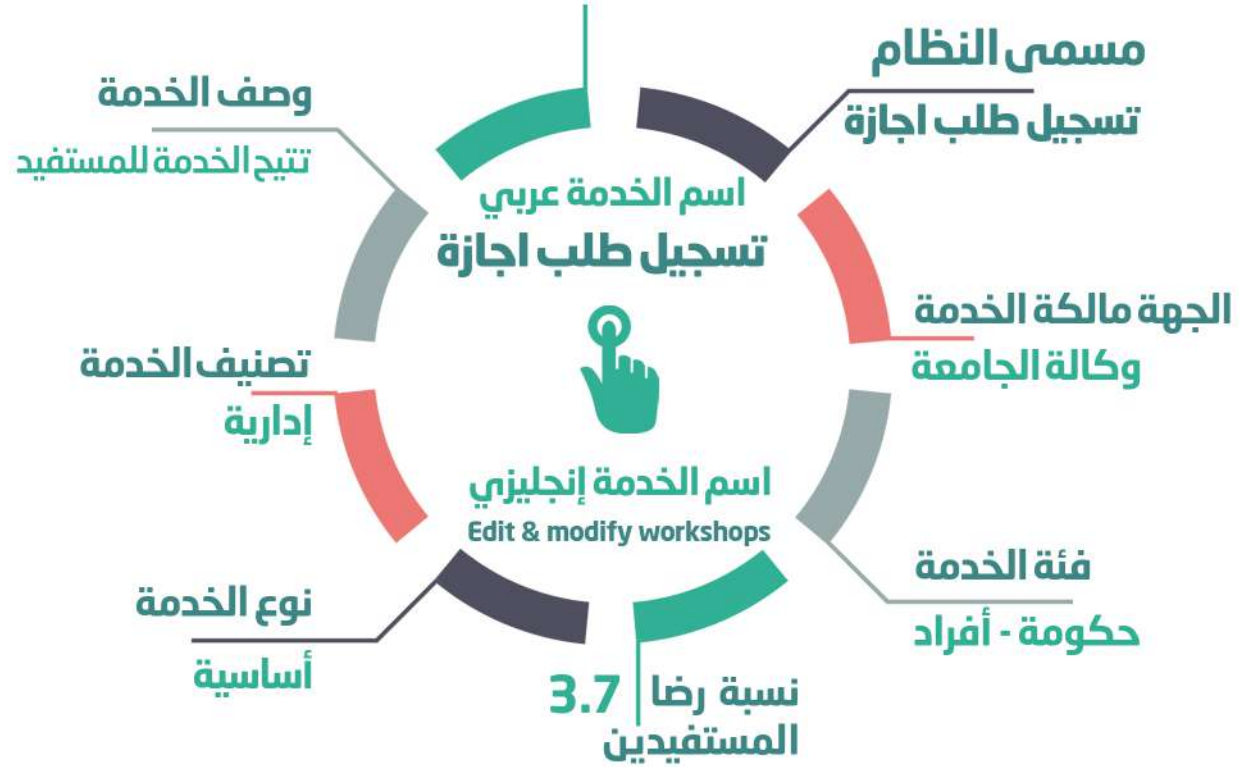 مسمى النظام
تسجيل طلب اجازة
وصف الخدمة
تتيح الخدمة للمستفيد
اسم الخدمة عربي
تسجيل طلب اجازة
الجهة مالكة الخدمة
وكالة الجامعة
تصنيف الخدمة
إدارية
اسم الخدمة إنجليزي
Edit & modify workshops
فئة الخدمة
حكومة - أفراد
نوع الخدمة
أساسية
نسبة رضا 3.7
المستفيدين